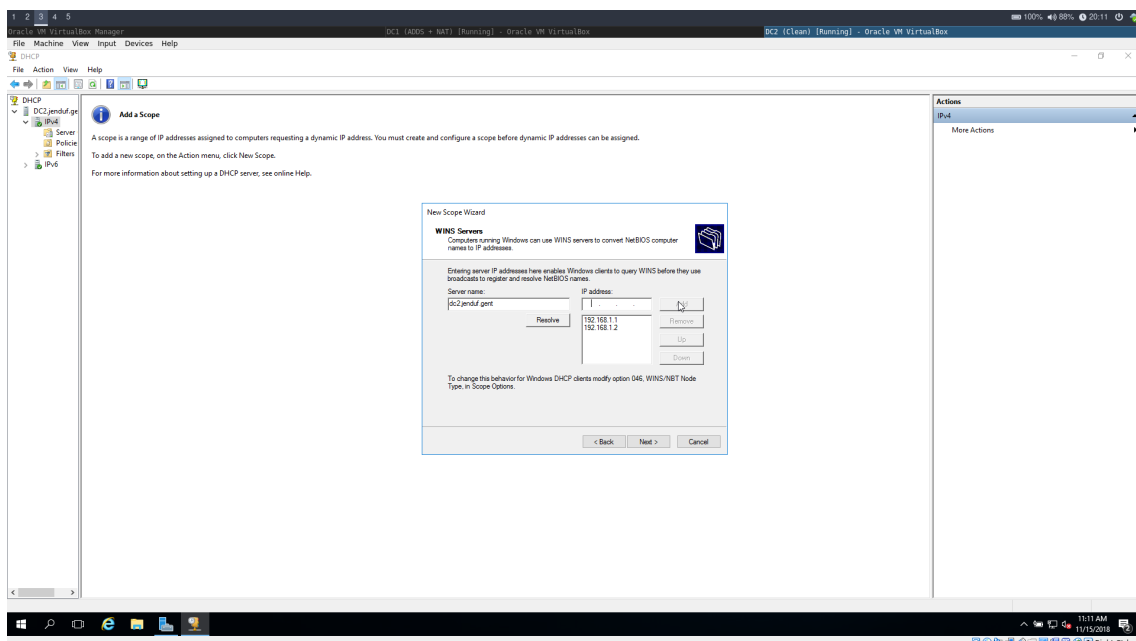 1 2 3 4 5
100% 88% 20:11
Oracle VM VirtualBox Manager
DC1 (ADDS + NAT) [Running] - Oracle VM VirtualBox
DC2 (Clean) [Running] - Oracle VM VirtualBox
File Machine View Input Devices Help
DHCP
File Action View Help
DHCP
DC2.jenduf.ge
IPv4
Server
Policie
Filters
IPv6
Add a Scope
A scope is a range of IP addresses assigned to computers requesting a dynamic IP address. You must create and configure a scope before dynamic IP addresses can be assigned.
To add a new scope, on the Action menu, click New Scope.
For more information about setting up a DHCP server, see online Help.
Actions
IPv4
More Actions
New Scope Wizard
WINS Servers
Computers running Windows can use WINS servers to convert NetBIOS computer
names to IP addresses.
Entering server IP addresses here enables Windows clients to query WINS before they use
broadcasts to register and resolve NetBIOS names.
Server name: IP address:
dc2.jenduf.gent . . . Add
Resolve
192.168.1.1
192.168.1.2
Remove
Up
Down
To change this behavior for Windows DHCP clients modify option 046, WINS/NBT Node
Type, in Scope Options.
< Back Next > Cancel
11:11 AM
11/15/2018